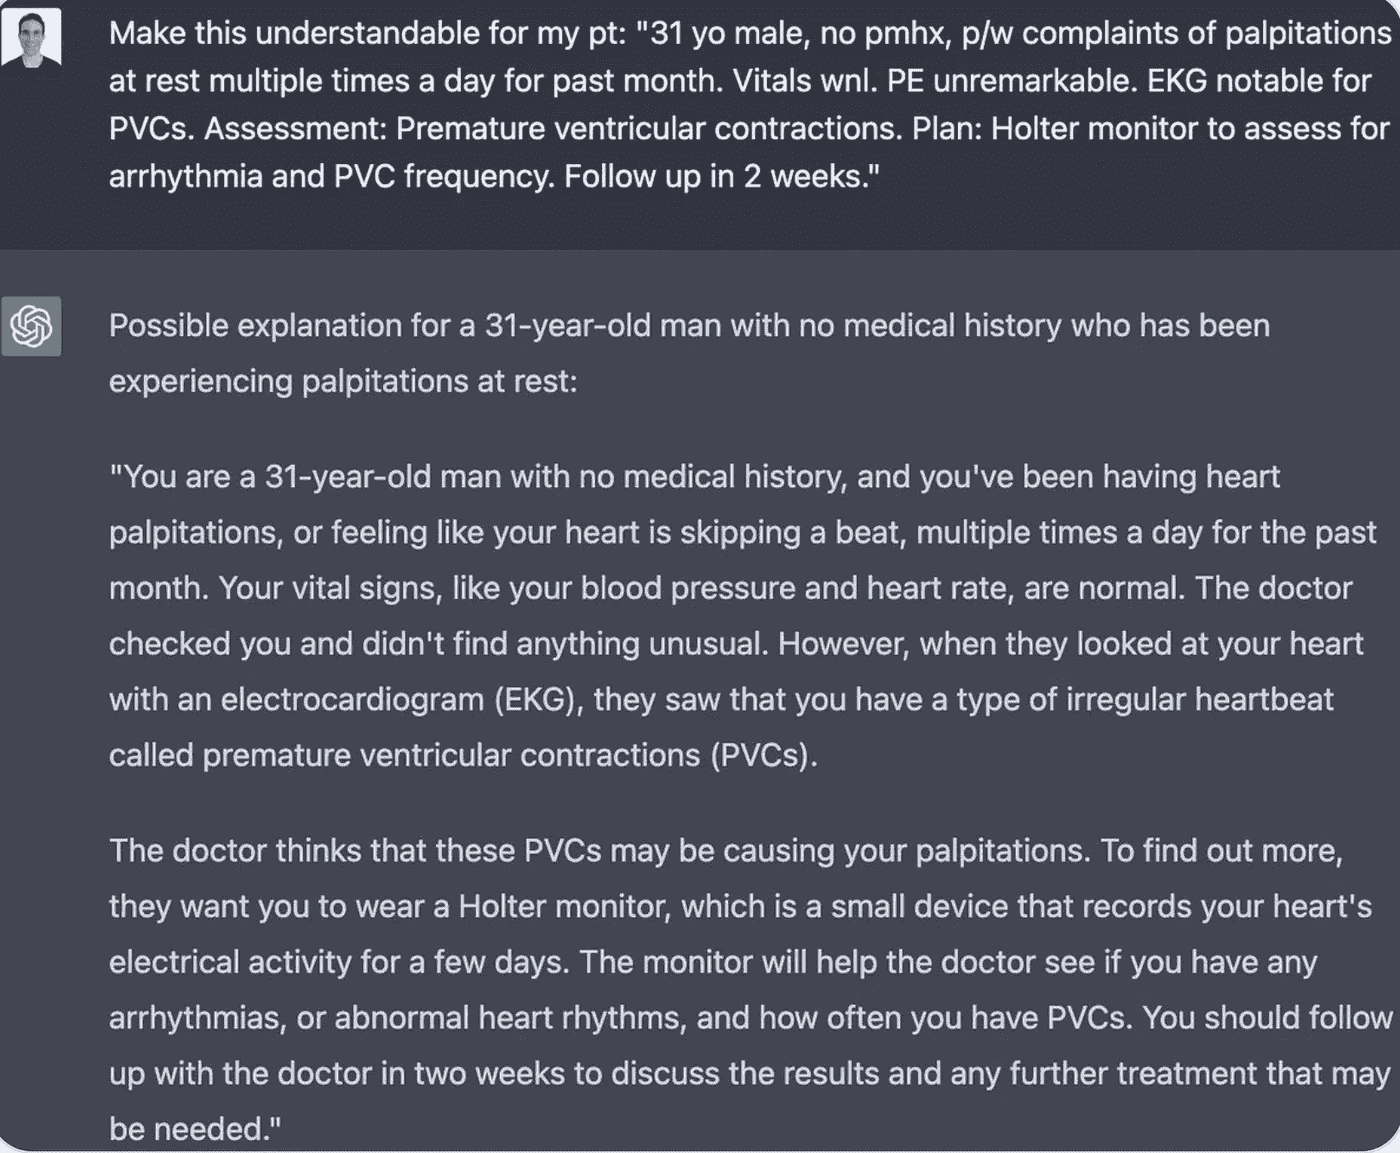 Make this understandable for my pt: "31 yo male, no pmhx, p/w complaints of palpitations
at rest multiple times a day for past month. Vitals wnl. PE unremarkable. EKG notable for
PVCs. Assessment: Premature ventricular contractions. Plan: Holter monitor to assess for
arrhythmia and PVC frequency. Follow up in 2 weeks."
Possible explanation for a 31-year-old man with no medical history who has been
experiencing palpitations at rest:
"You are a 31-year-old man with no medical history, and you've been having heart
palpitations, or feeling like your heart is skipping a beat, multiple times a day for the past
month. Your vital signs, like your blood pressure and heart rate, are normal. The doctor
checked you and didn't find anything unusual. However, when they looked at your heart
with an electrocardiogram (EKG), they saw that you have a type of irregular heartbeat
called premature ventricular contractions (PVCs).
The doctor thinks that these PVCs may be causing your palpitations. To find out more,
they want you to wear a Holter monitor, which is a small device that records your heart's
electrical activity for a few days. The monitor will help the doctor see if you have any
arrhythmias, or abnormal heart rhythms, and how often you have PVCs. You should follow
up with the doctor in two weeks to discuss the results and any further treatment that may
be needed."